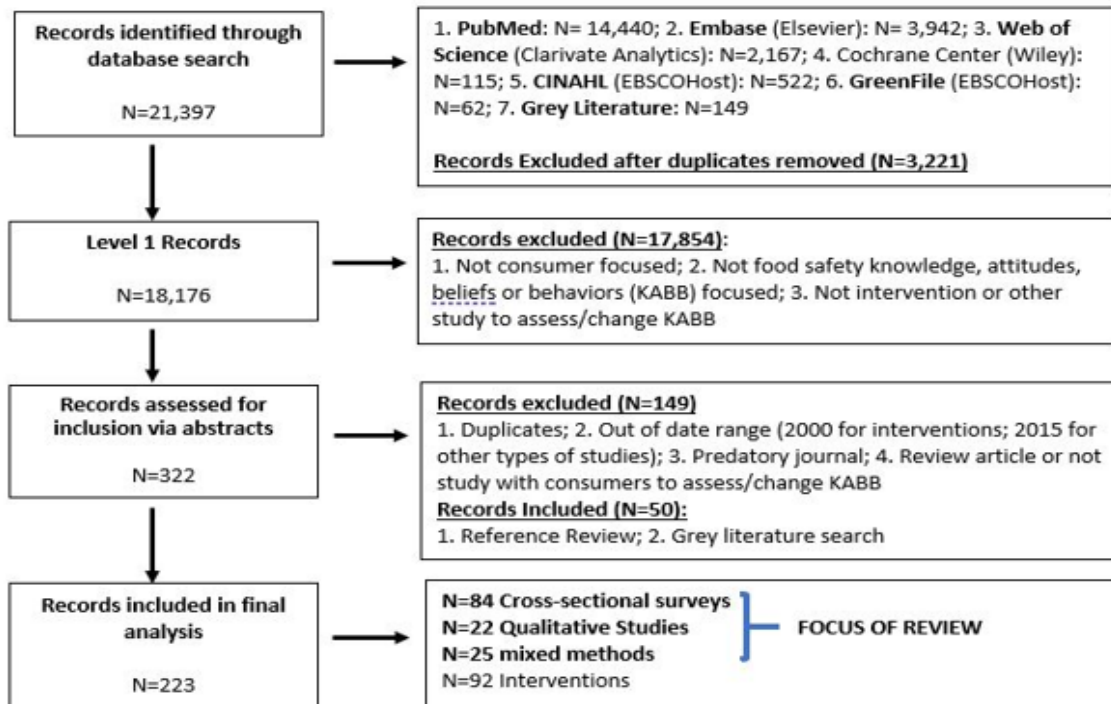 Records identified through
database search
N=21,397
1. PubMed: N= 14,440; 2. Embase (Elsevier): N= 3,942; 3. Web of
Science (Clarivate Analytics): N=2,167; 4. Cochrane Center (Wiley):
N=115; 5. CINAHL (EBSCOHost): N=522; 6. GreenFile (EBSCOHost):
N=62; 7. Grey Literature: N=149
Records Excluded after duplicates removed (N=3,221)
Level 1 Records
N=18,176
Records excluded (N=17,854):
1. Not consumer focused; 2. Not food safety knowledge, attitudes,
beliefs or behaviors (KABB) focused; 3. Not intervention or other
study to assess/change KABB
Records assessed for
inclusion via abstracts
N=322
Records excluded (N=149)
1. Duplicates; 2. Out of date range (2000 for interventions; 2015 for
other types of studies); 3. Predatory journal; 4. Review article or not
study with consumers to assess/change KABB
Records Included (N=50):
1. Reference Review; 2. Grey literature search
Records included in final
analysis
N=223
N=84 Cross-sectional surveys
N=22 Qualitative Studies
N=25 mixed methods
N=92 Interventions
FOCUS OF REVIEW